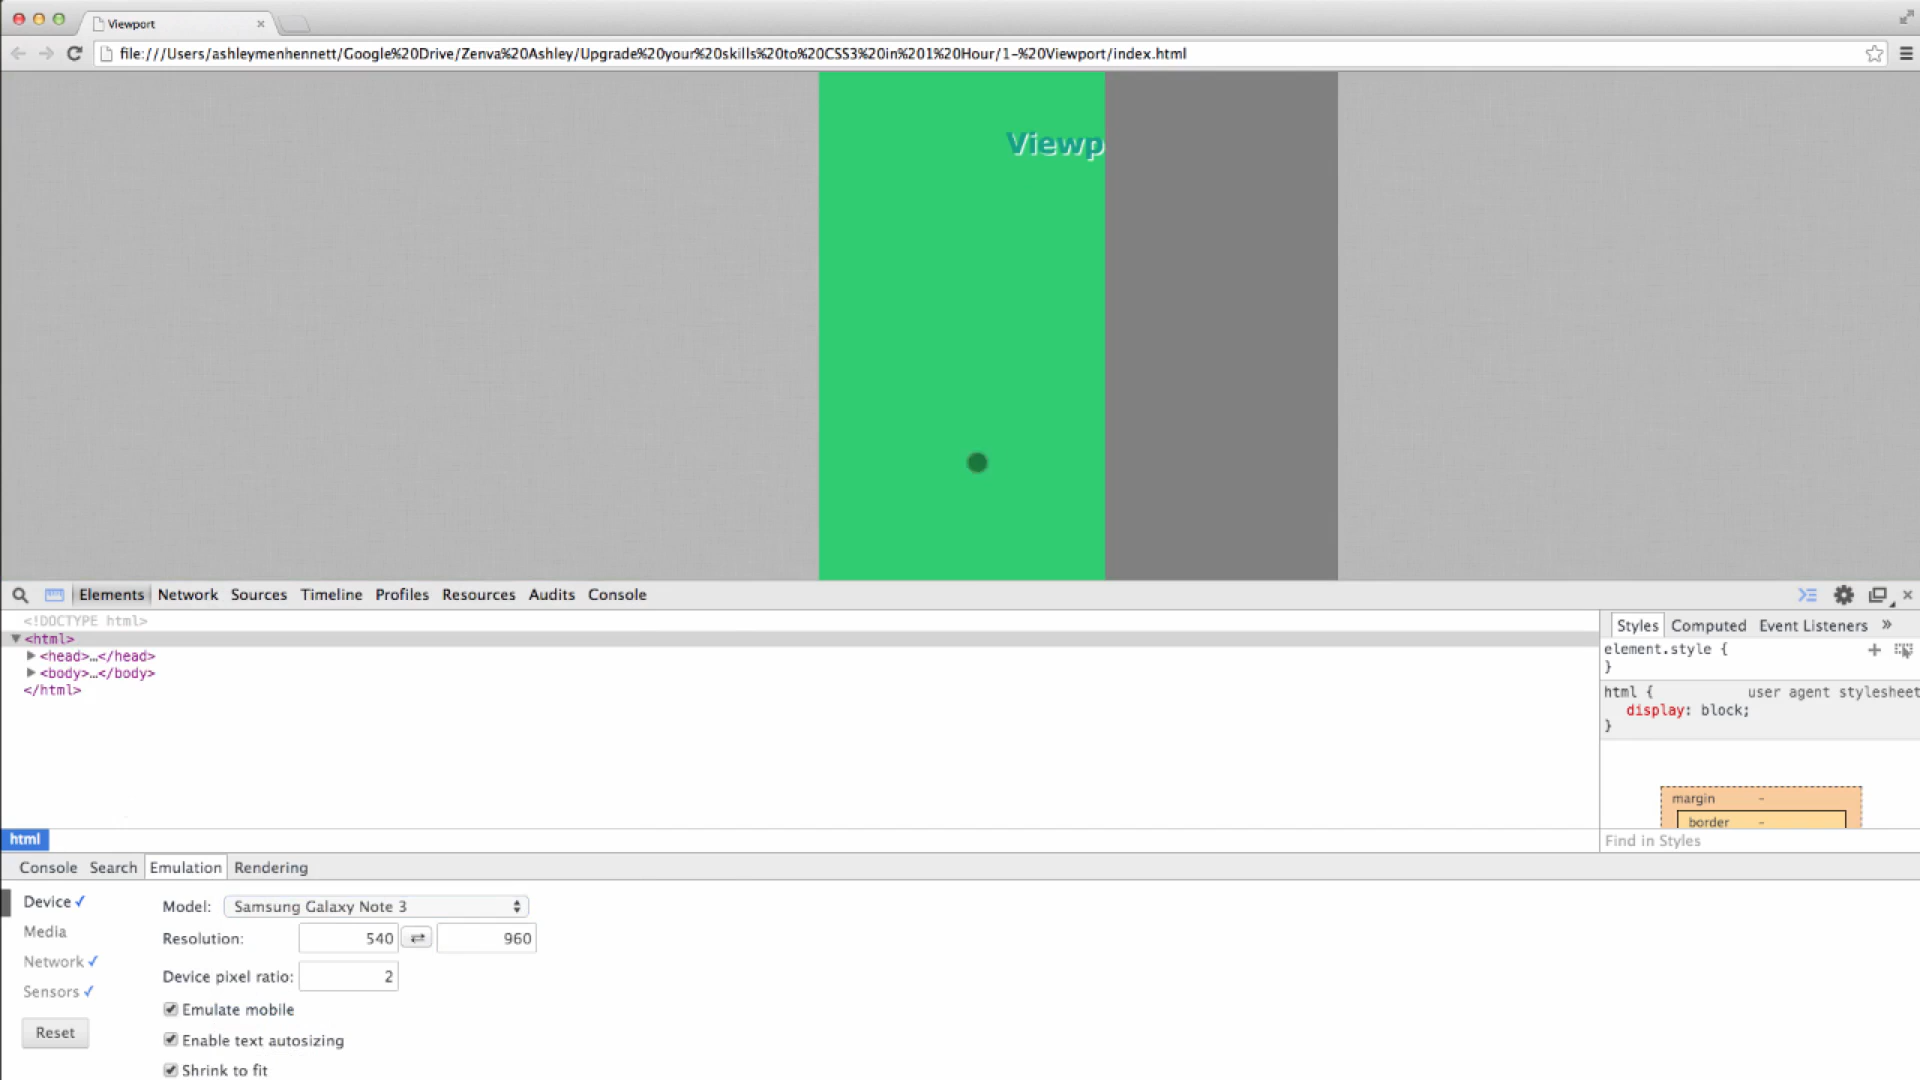 Viewport
file:///Users/ashleymenhennett/Google%20Drive/Zenva%20Ashley/Upgrade%20your%20skills%20to%20CSS3%20in%201%20Hour/1-%20Viewport/index.html
Viewp
Elements Network Sources Timeline Profiles Resources Audits Console
<!DOCTYPE html>
<html>
<head>…</head>
<body>…</body>
</html>
Styles Computed Event Listeners »
element.style {
}
html { user agent stylesheet
display: block;
}
margin -
border -
html
Find in Styles
Console Search Emulation Rendering
Device ✓
Media
Network ✓
Sensors ✓
Reset
Model: Samsung Galaxy Note 3
Resolution: 540 960
Device pixel ratio: 2
Emulate mobile
Enable text autosizing
Shrink to fit